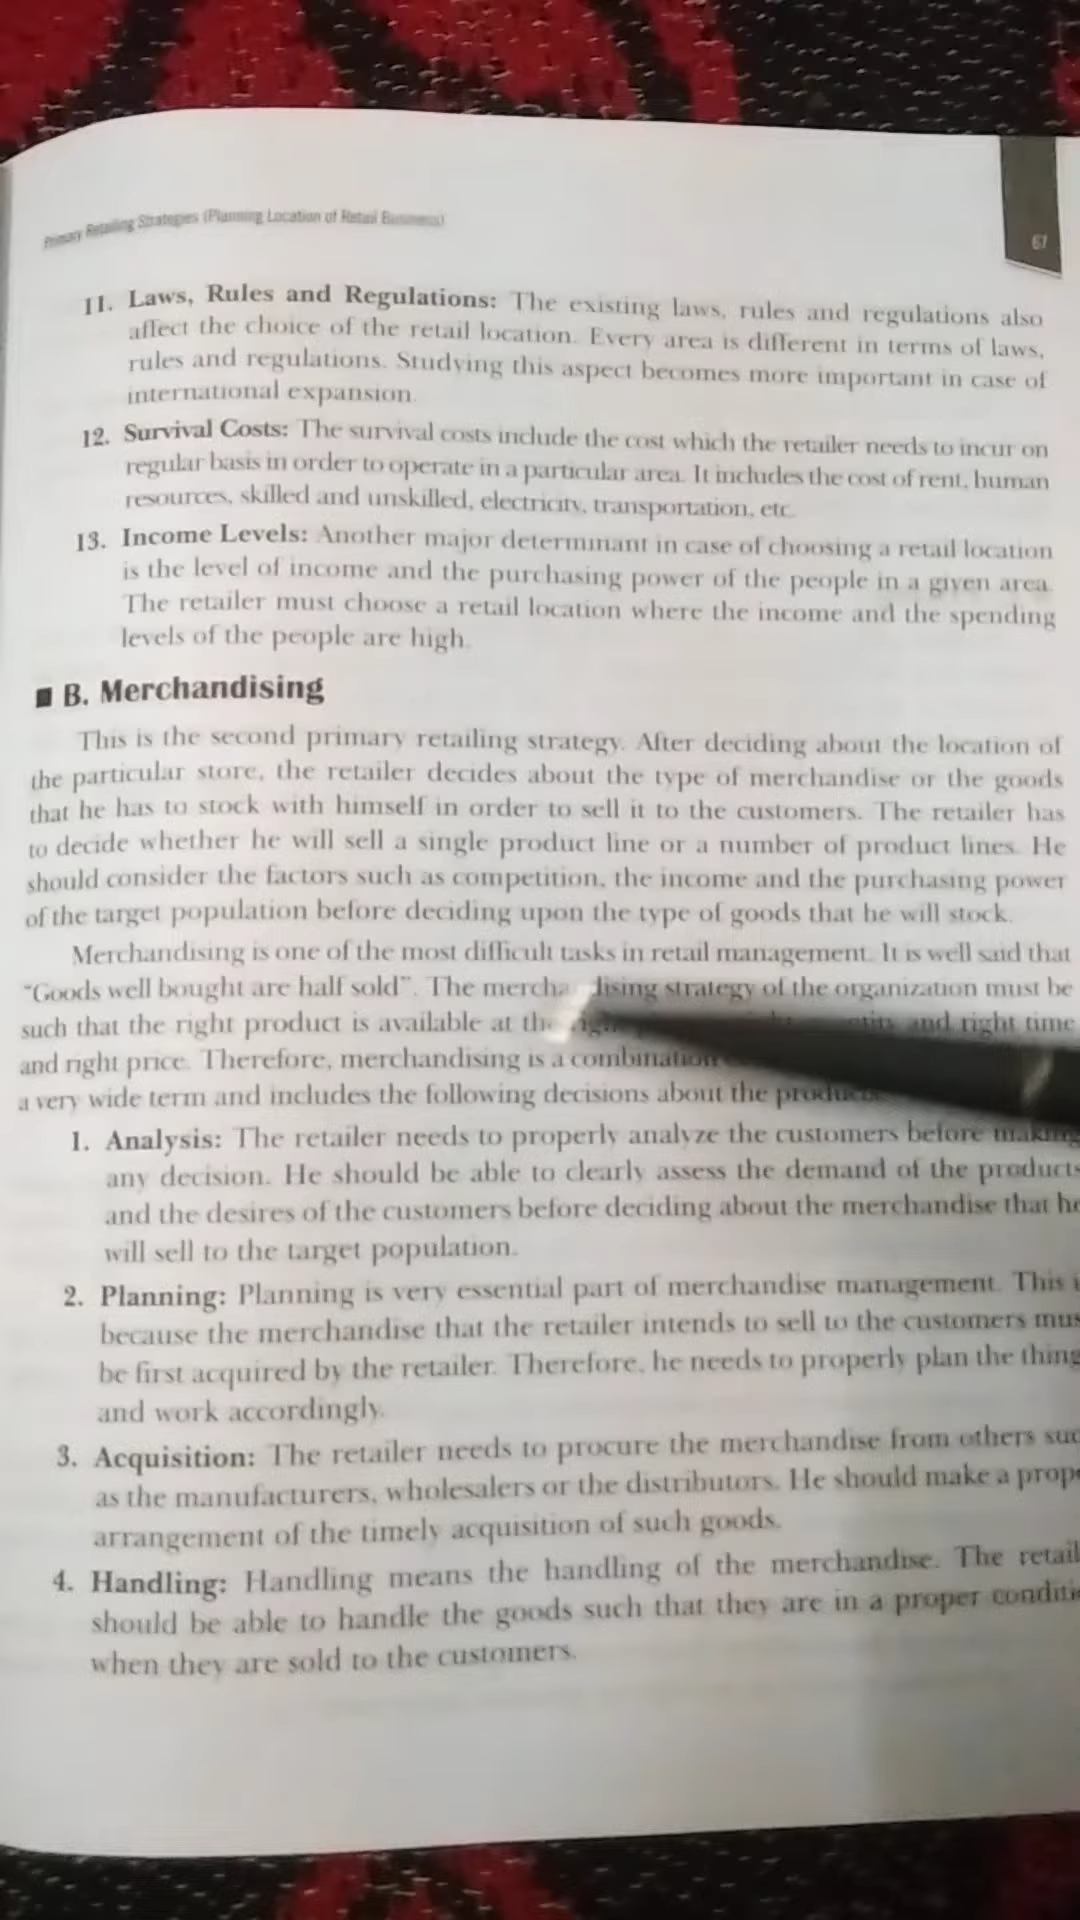 Primary Retailing Strategies (Planning Location of Retail Business)
67
11. Laws, Rules and Regulations: The existing laws, rules and regulations also
affect the choice of the retail location. Every area is different in terms of laws,
rules and regulations. Studying this aspect becomes more important in case of
international expansion.
12. Survival Costs: The survival costs include the cost which the retailer needs to incur on
regular basis in order to operate in a particular area. It includes the cost of rent, human
resources, skilled and unskilled, electricity, transportation, etc.
13. Income Levels: Another major determinant in case of choosing a retail location
is the level of income and the purchasing power of the people in a given area.
The retailer must choose a retail location where the income and the spending
levels of the people are high.
B. Merchandising
This is the second primary retailing strategy. After deciding about the location of
the particular store, the retailer decides about the type of merchandise or the goods
that he has to stock with himself in order to sell it to the customers. The retailer has
to decide whether he will sell a single product line or a number of product lines. He
should consider the factors such as competition, the income and the purchasing power
of the target population before deciding upon the type of goods that he will stock.
Merchandising is one of the most difficult tasks in retail management. It is well said that
"Goods well bought are half sold". The merchandising strategy of the organization must be
such that the right product is available at the and right time
and right price. Therefore, merchandising is a combination
a very wide term and includes the following decisions about the
1. Analysis: The retailer needs to properly analyze the customers before making
any decision. He should be able to clearly assess the demand of the products
and the desires of the customers before deciding about the merchandise that he
will sell to the target population.
2. Planning: Planning is very essential part of merchandise management. This
because the merchandise that the retailer intends to sell to the customers mus
be first acquired by the retailer. Therefore, he needs to properly plan the thing
and work accordingly.
3. Acquisition: The retailer needs to procure the merchandise from others suc
as the manufacturers, wholesalers or the distributors. He should make a prop
arrangement of the timely acquisition of such goods.
4. Handling: Handling means the handling of the merchandise. The retail
should be able to handle the goods such that they are in a proper conditi
when they are sold to the customers.